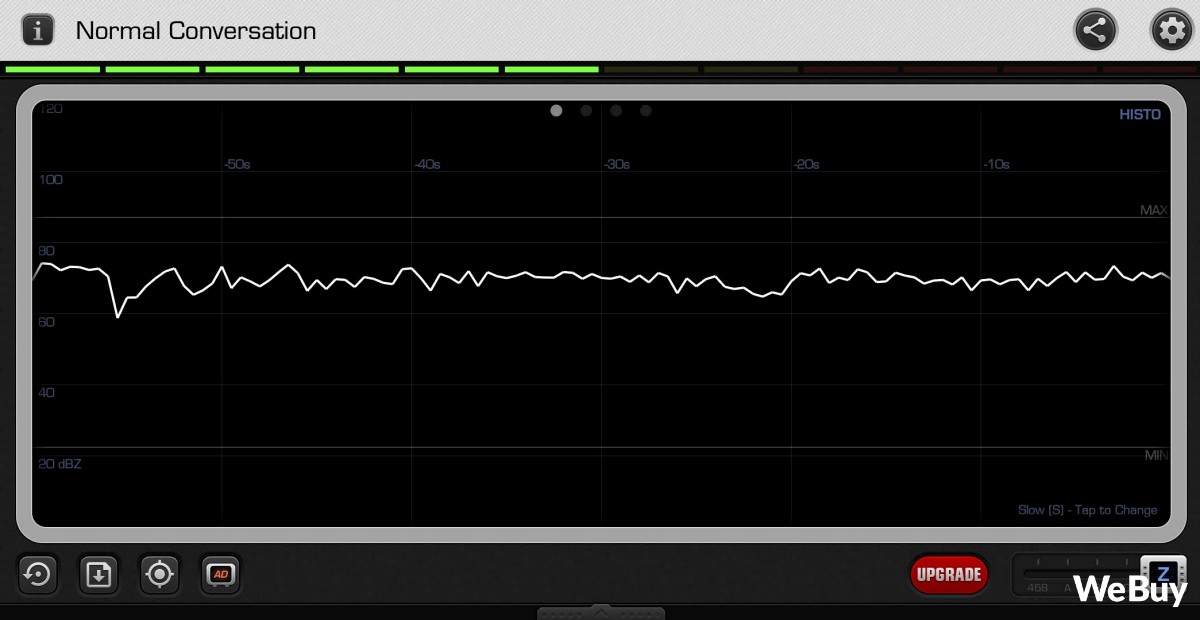 Normal Conversation
120
HISTO
-50s
-40s
-30s
-20s
-10s
100
MAX
80
60
40
MIN
20 dBZ
Slow (S) - Tap to Change
AD
UPGRADE
Z
468 A
WeBuy